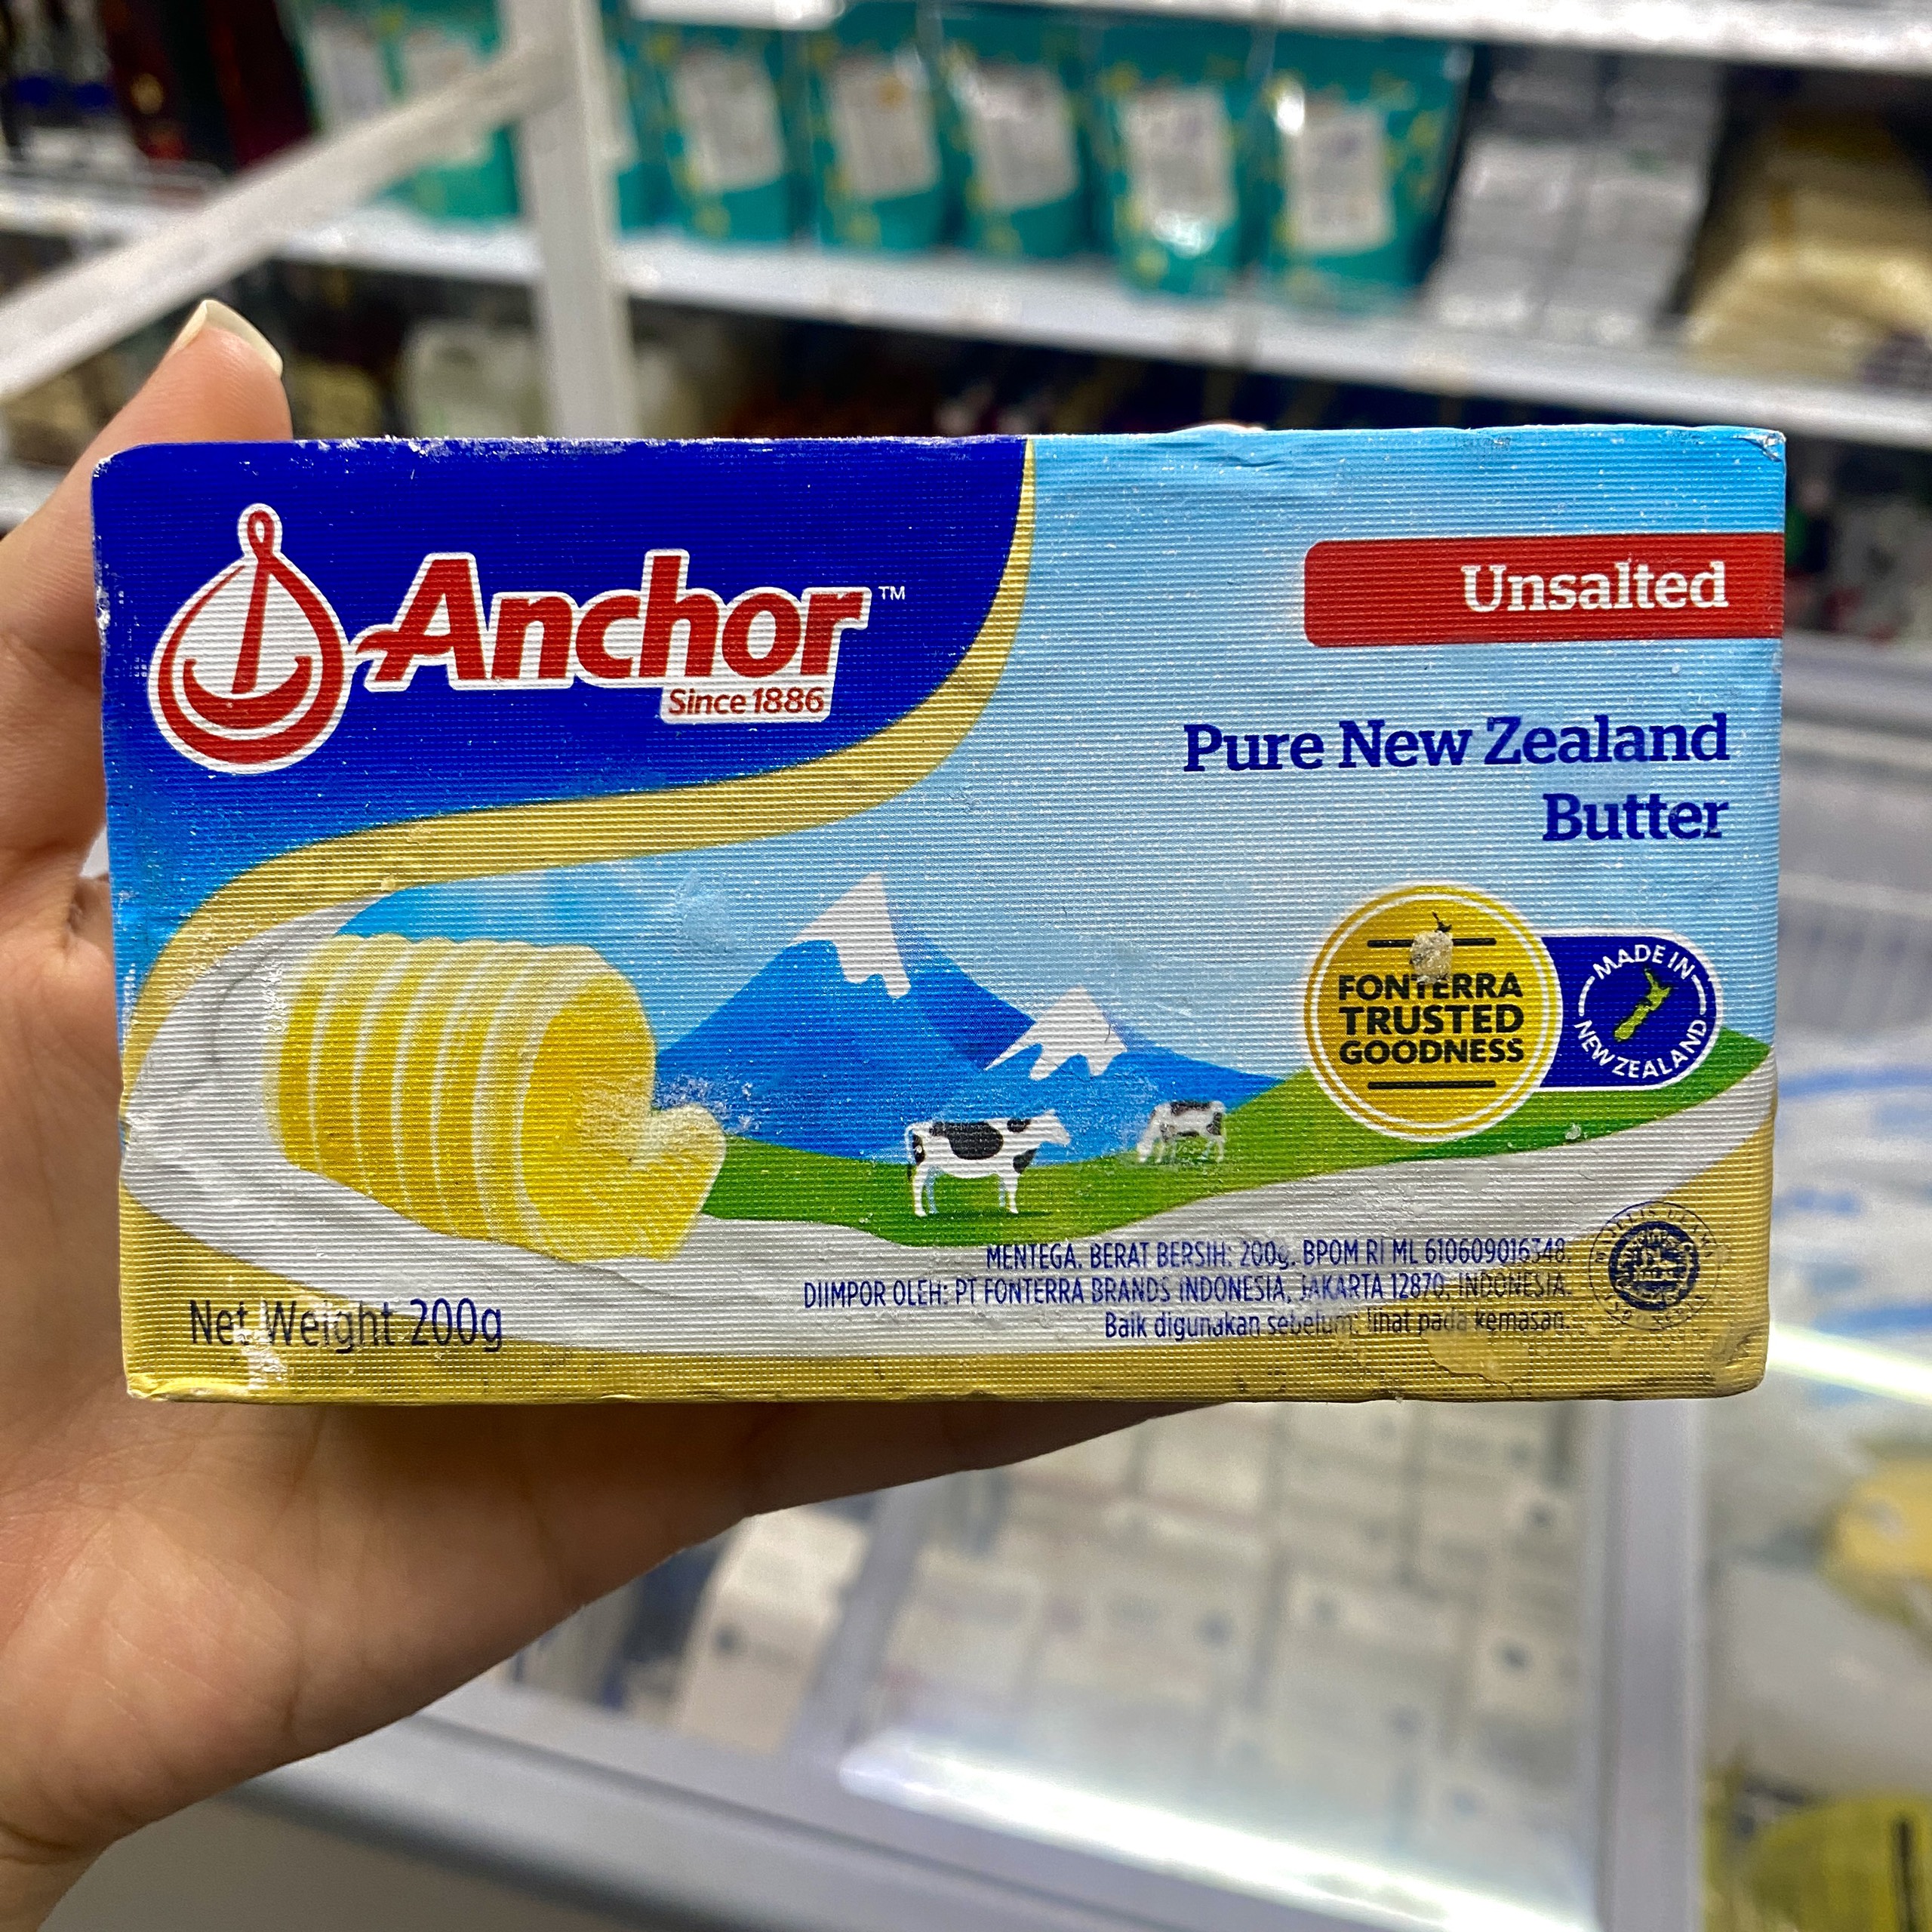 Anchor™
Since 1886
Unsalted
Pure New Zealand
Butter
FONTERRA
TRUSTED
GOODNESS
MADE IN
NEW ZEALAND
MENTEGA. BERAT BERSIH: 200g. BPOM RI ML 610609016348.
DIIMPOR OLEH: PT FONTERRA BRANDS INDONESIA, JAKARTA 12870, INDONESIA.
Baik digunakan sebelum: lihat pada kemasan.
Net Weight 200g